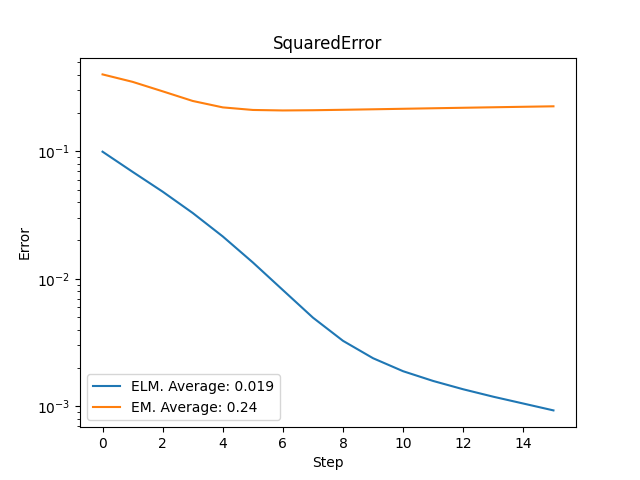 SquaredError
Error
10⁻¹
10⁻²
10⁻³
ELM. Average: 0.019
EM. Average: 0.24
0 2 4 6 8 10 12 14
Step